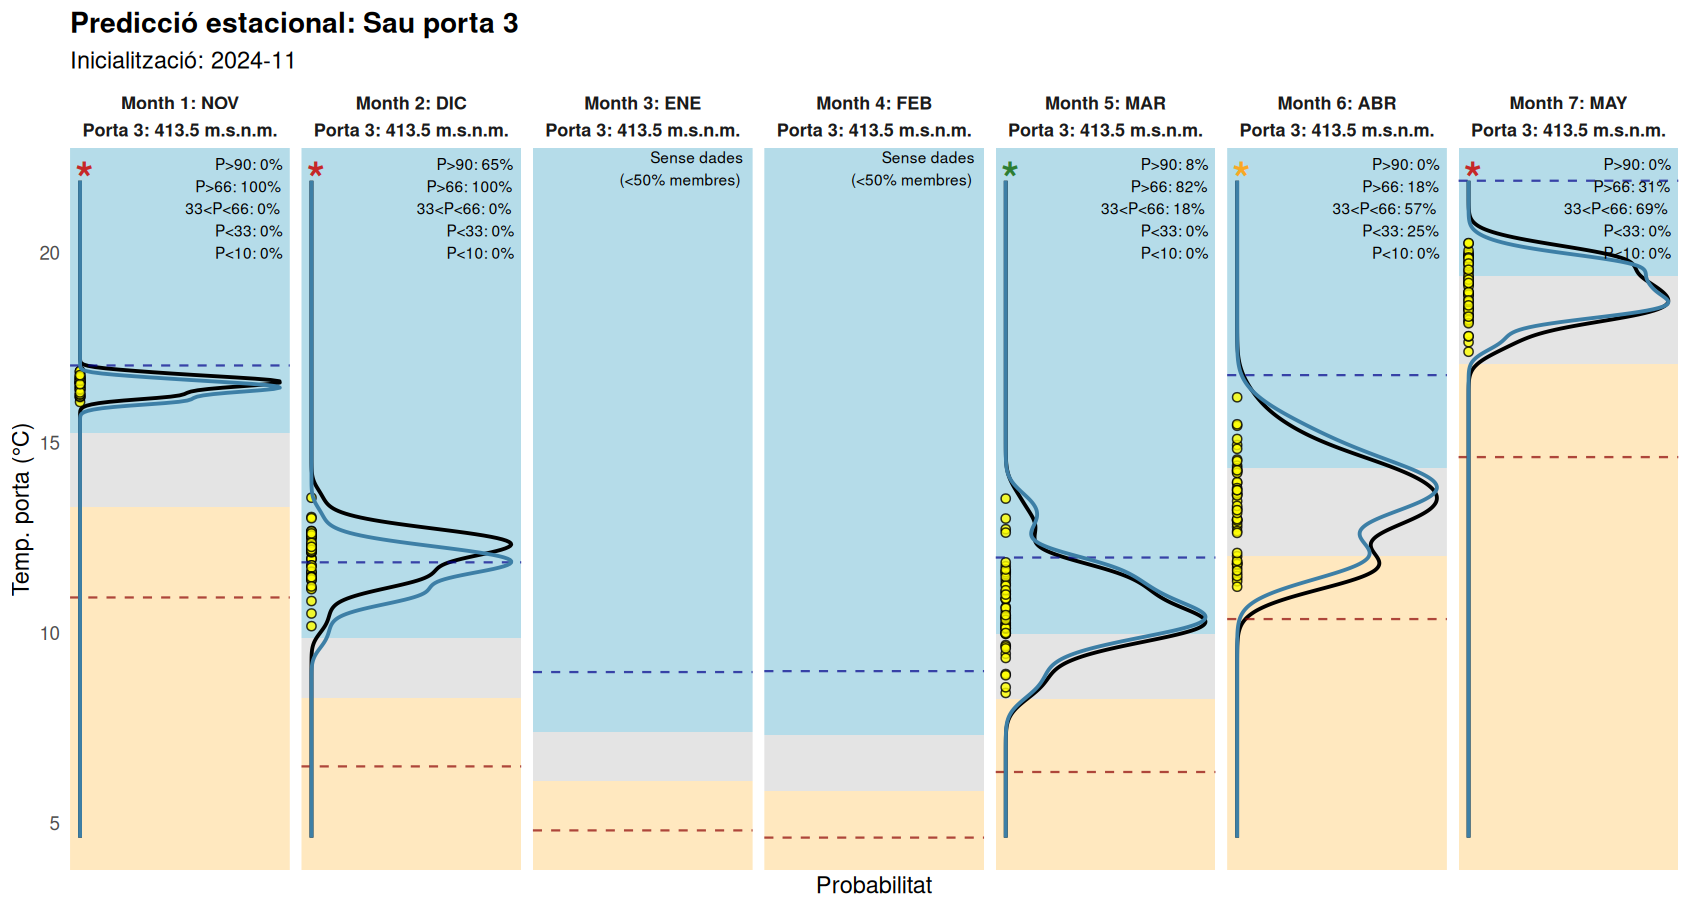 Predicció estacional: Sau porta 3
Inicialització: 2024-11
Month 1: NOV
Porta 3: 413.5 m.s.n.m.
Month 2: DIC
Porta 3: 413.5 m.s.n.m.
Month 3: ENE
Porta 3: 413.5 m.s.n.m.
Month 4: FEB
Porta 3: 413.5 m.s.n.m.
Month 5: MAR
Porta 3: 413.5 m.s.n.m.
Month 6: ABR
Porta 3: 413.5 m.s.n.m.
Month 7: MAY
Porta 3: 413.5 m.s.n.m.
*
P>90: 0%
P>66: 100%
33<P<66: 0%
P<33: 0%
P<10: 0%
*
P>90: 65%
P>66: 100%
33<P<66: 0%
P<33: 0%
P<10: 0%
Sense dades
(<50% membres)
Sense dades
(<50% membres)
*
P>90: 8%
P>66: 82%
33<P<66: 18%
P<33: 0%
P<10: 0%
*
P>90: 0%
P>66: 18%
33<P<66: 57%
P<33: 25%
P<10: 0%
*
P>90: 0%
P>66: 31%
33<P<66: 69%
P<33: 0%
P<10: 0%
Temp. porta (°C)
20
15
10
5
Probabilitat